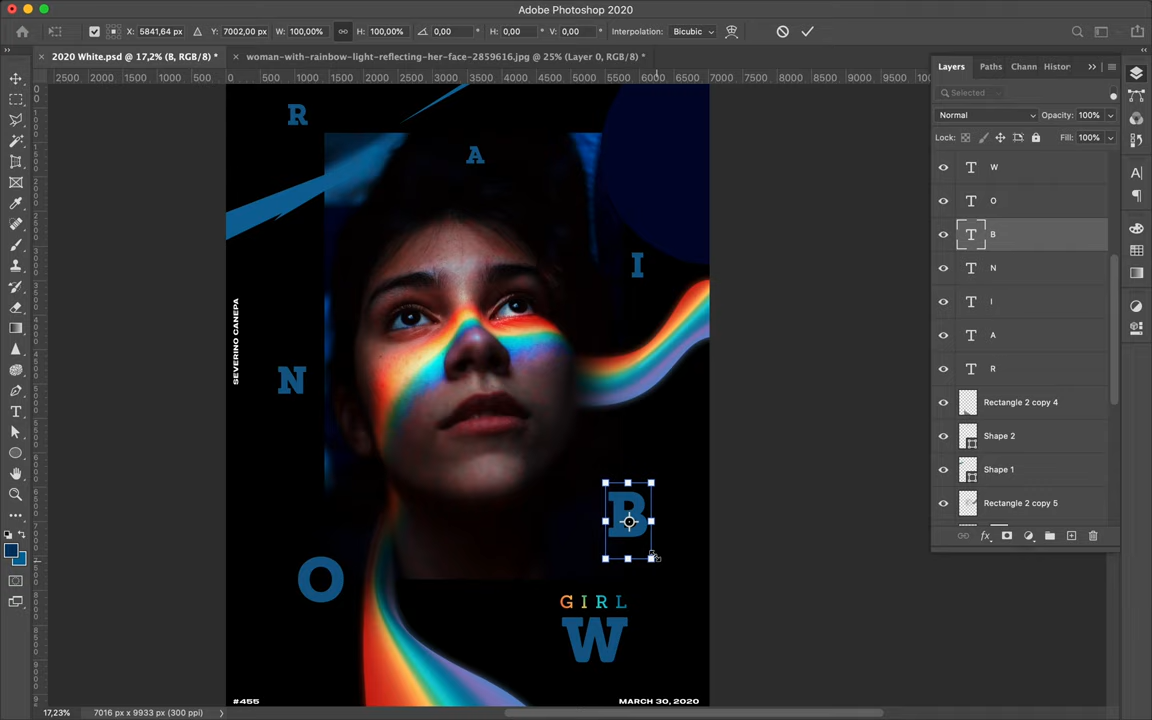 Adobe Photoshop 2020
X: 5841,64 px Y: 7002,00 px W: 100,00% H: 100,00% 0,00 ° H: 0,00 ° V: 0,00 ° Interpolation: Bicubic
2020 White.psd @ 17,2% (B, RGB/8) * woman-with-rainbow-light-reflecting-her-face-2859616.jpg @ 25% (Layer 0, RGB/8) *
2500 2000 1500 1000 500 0 500 1000 1500 2000 2500 3000 3500 4000 4500 5000 5500 6000 6500 7000 7500 8000 8500 9000 9500
Layers Paths Chann Histor
Selected
Normal Opacity: 100%
Lock: Fill: 100%
T W
T O
T B
T N
T I
T A
T R
Rectangle 2 copy 4
Shape 2
Shape 1
Rectangle 2 copy 5
fx
R
A
I
SEVERINO CANEPA
N
B
O
GIRL
W
#455 MARCH 30, 2020
17,23% 7016 px x 9933 px (300 ppi)